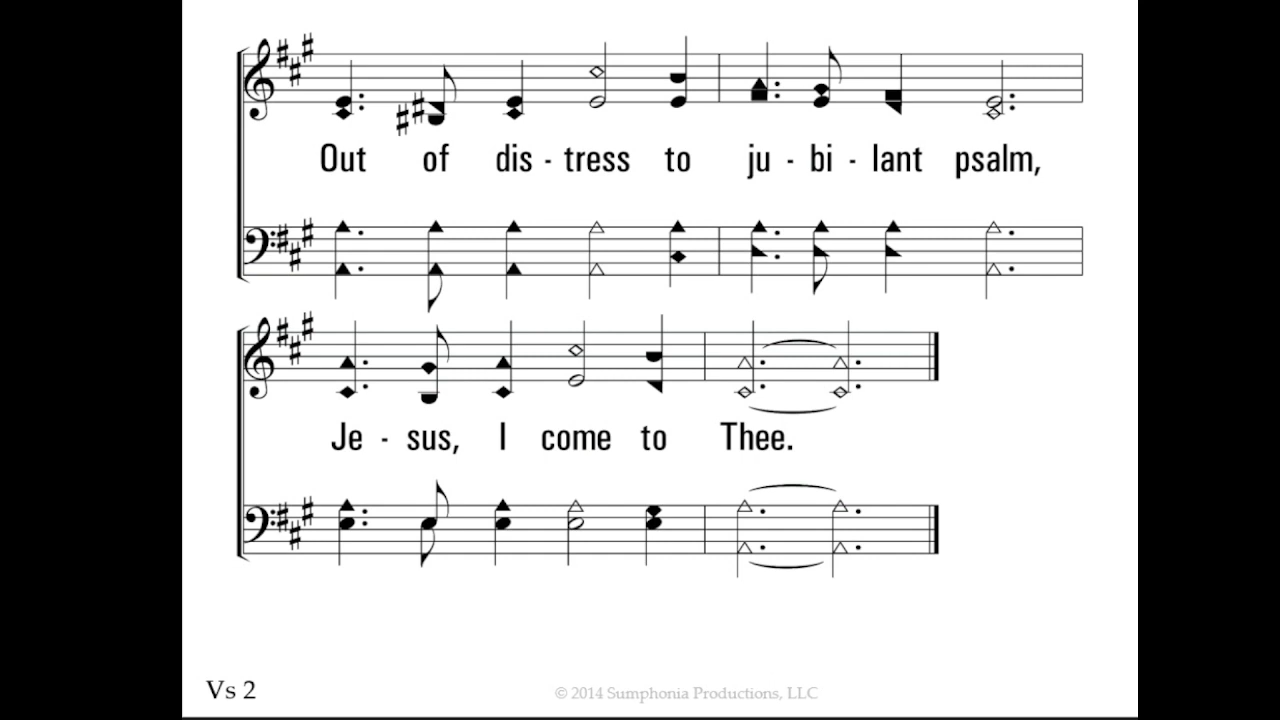 Out of dis - tress to ju - bi - lant psalm,
Je - sus, I come to Thee.
Vs 2
© 2014 Sumphonia Productions, LLC